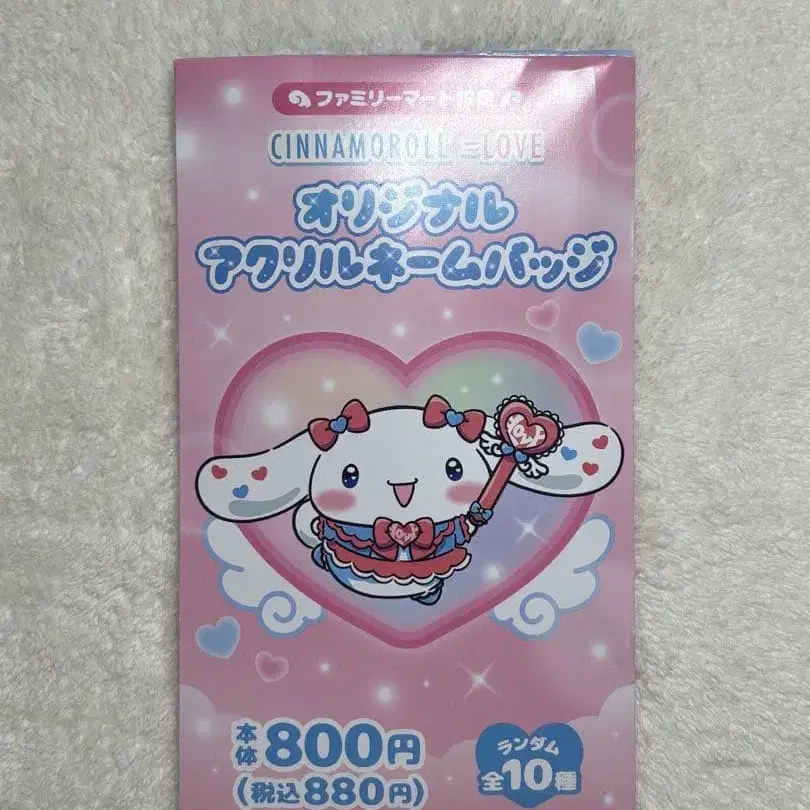 ファミリーマート限定
CINNAMOROLL =LOVE
オリジナル
アクリルネームバッジ
本体800円
(税込880円)
ランダム
全10種